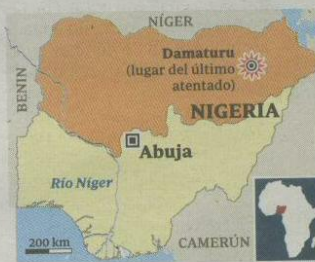 NÍGER
Damaturu
(lugar del último
atentado)
BENIN
NIGERIA
Abuja
Río Níger
200 km
CAMERÚN